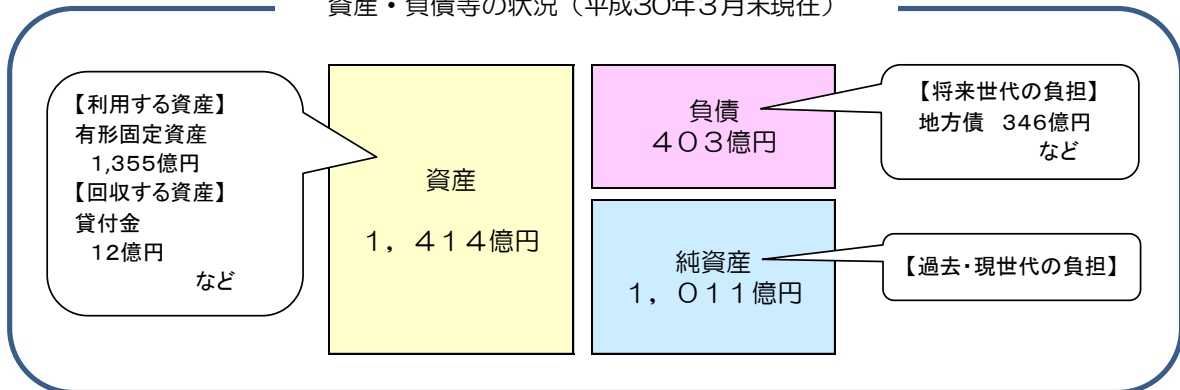 資産・負債等の状況（平成30年3月末現在）
【利用する資産】
有形固定資産
1,355億円
【回収する資産】
貸付金
12億円
など
資産
1，414億円
負債
403億円
純資産
1，011億円
【将来世代の負担】
地方債　346億円
など
【過去・現世代の負担】